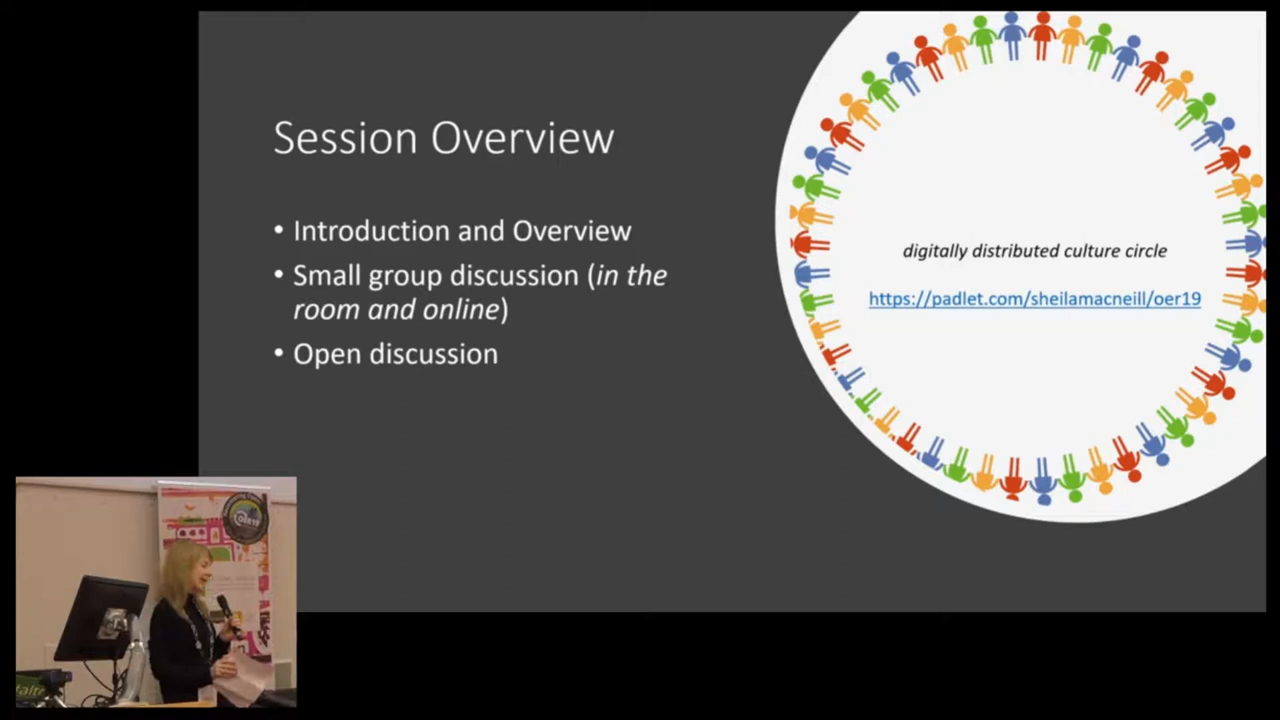 Session Overview
• Introduction and Overview
• Small group discussion (in the
room and online)
• Open discussion
digitally distributed culture circle
https://padlet.com/sheilamacneill/oer19